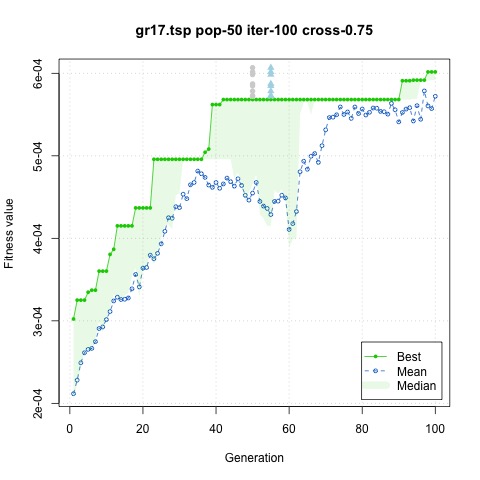 gr17.tsp pop-50 iter-100 cross-0.75
Fitness value
6e-04
5e-04
4e-04
3e-04
2e-04
Best
Mean
Median
0 20 40 60 80 100
Generation